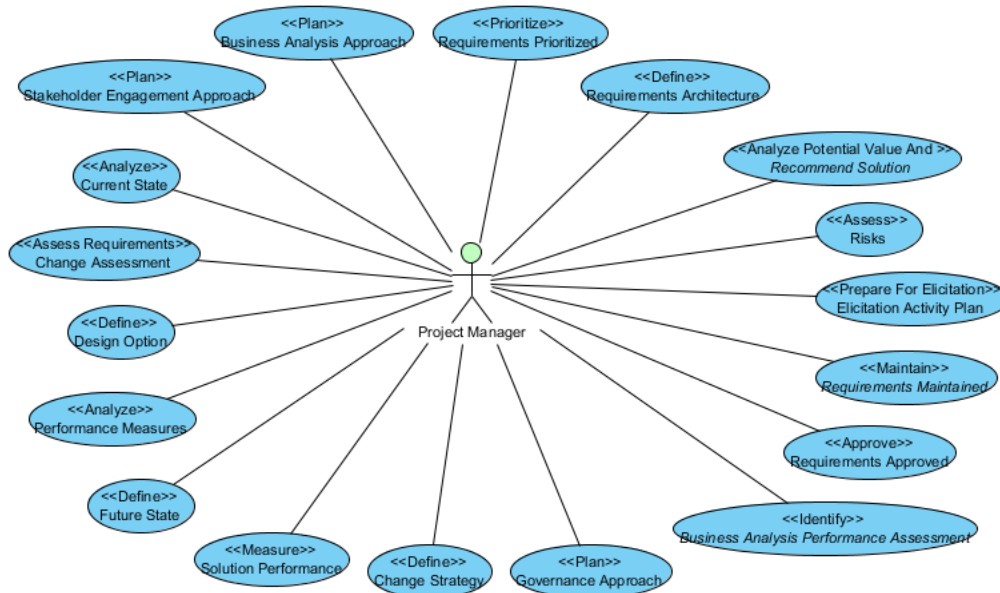 <<Plan>>
Business Analysis Approach
<<Prioritize>>
Requirements Prioritized
<<Plan>>
Stakeholder Engagement Approach
<<Define>>
Requirements Architecture
<<Analyze>>
Current State
<<Analyze Potential Value And >>
Recommend Solution
<<Assess>>
Risks
<<Assess Requirements>>
Change Assessment
<<Prepare For Elicitation>>
Elicitation Activity Plan
<<Define>>
Design Option
Project Manager
<<Maintain>>
Requirements Maintained
<<Analyze>>
Performance Measures
<<Approve>>
Requirements Approved
<<Define>>
Future State
<<Identify>>
Business Analysis Performance Assessment
<<Measure>>
Solution Performance
<<Define>>
Change Strategy
<<Plan>>
Governance Approach